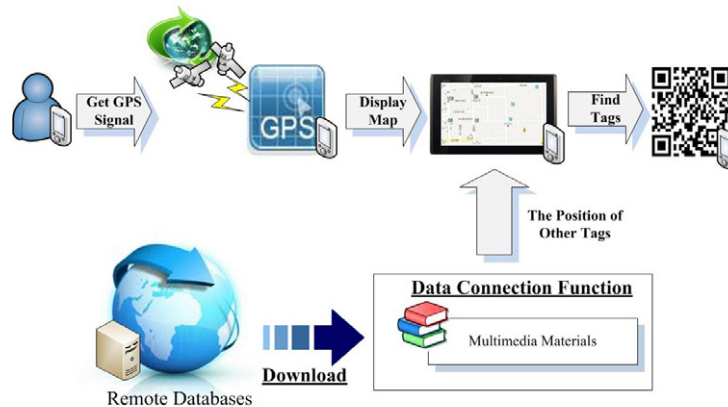 Get GPS
Signal
GPS
Display
Map
Find
Tags
The Position of
Other Tags
Data Connection Function
Multimedia Materials
Download
Remote Databases